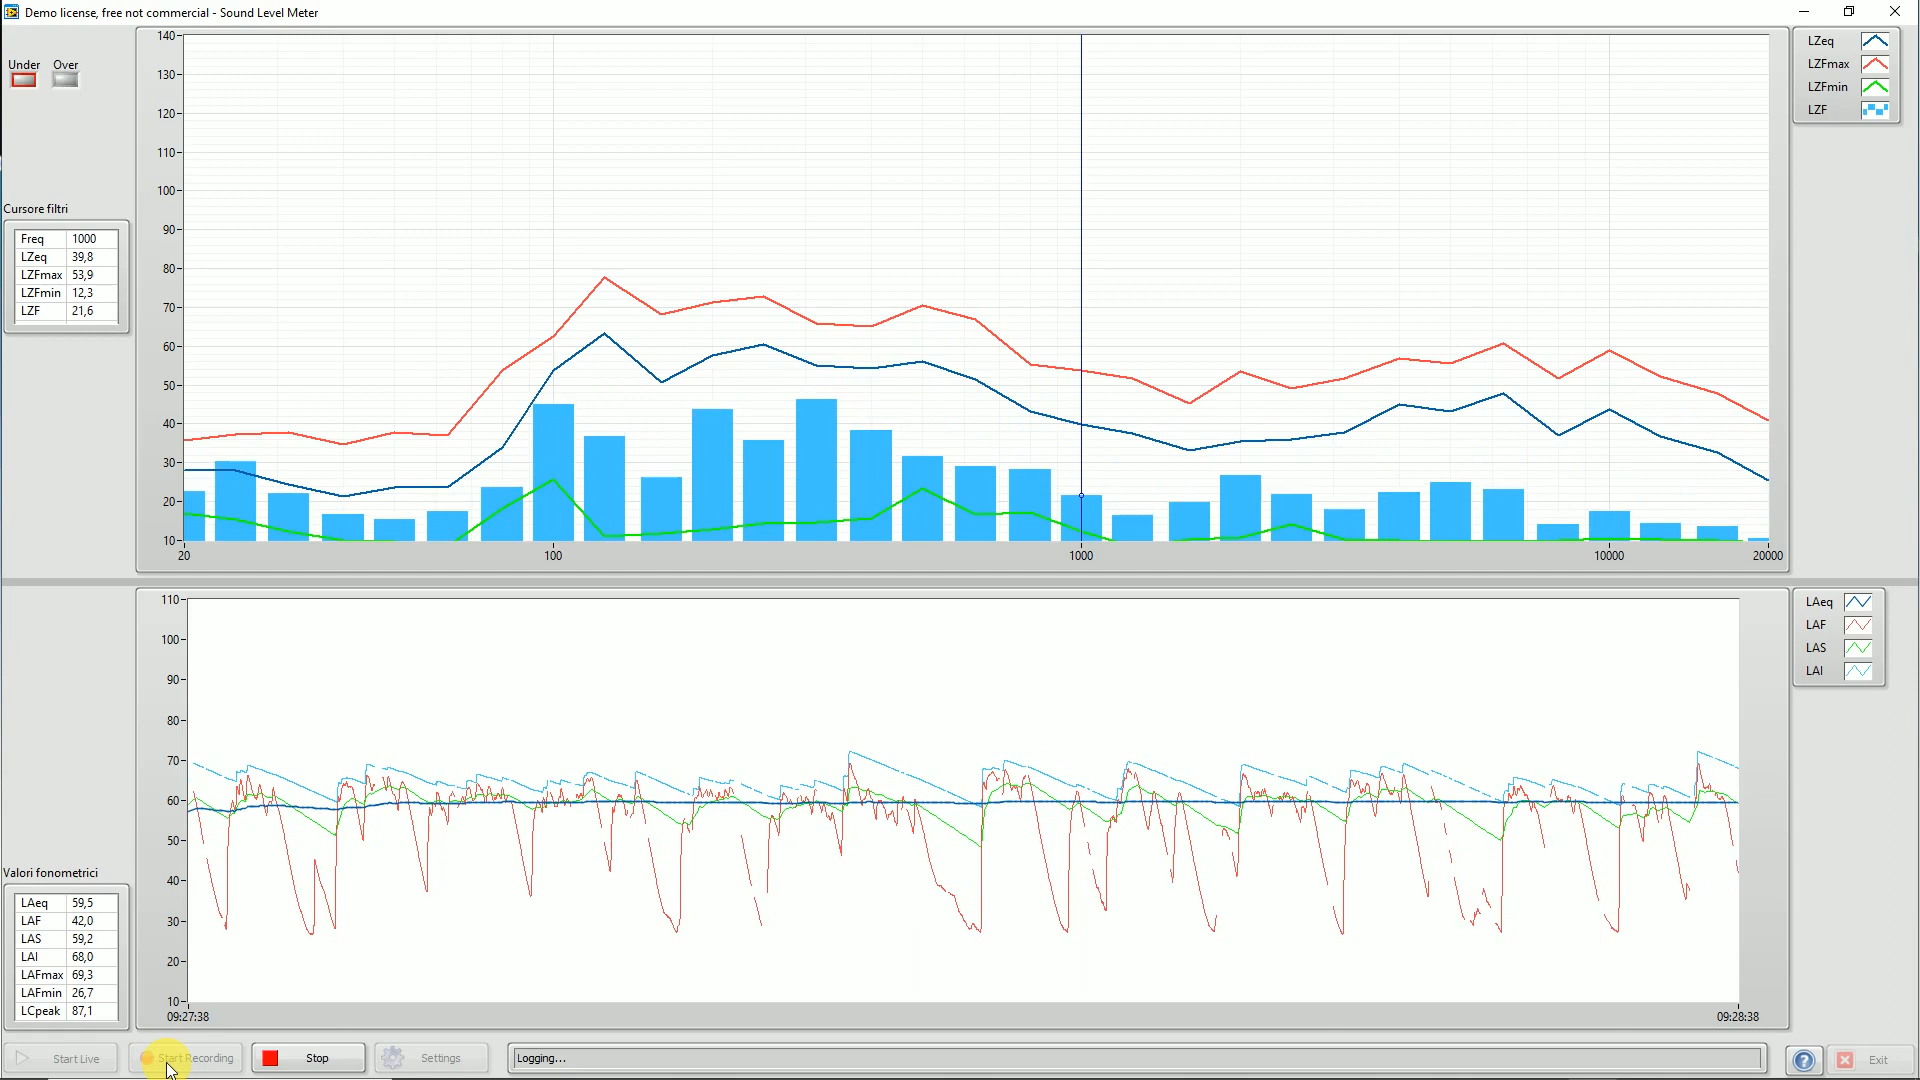 Demo license, free not commercial - Sound Level Meter
Under Over
Cursore filtri
Freq 1000
LZeq 39,8
LZFmax 53,9
LZFmin 12,3
LZF 21,6
140
130
120
110
100
90
80
70
60
50
40
30
20
10
20 100 1000 10000 20000
LZeq
LZFmax
LZFmin
LZF
110
100
90
80
70
60
50
40
30
20
10
09:27:38 09:28:38
LAeq
LAF
LAS
LAI
Valori fonometrici
LAeq 59,5
LAF 42,0
LAS 59,2
LAI 68,0
LAFmax 69,3
LAFmin 26,7
LCpeak 87,1
Start Live Start Recording Stop Settings Logging... ? Exit